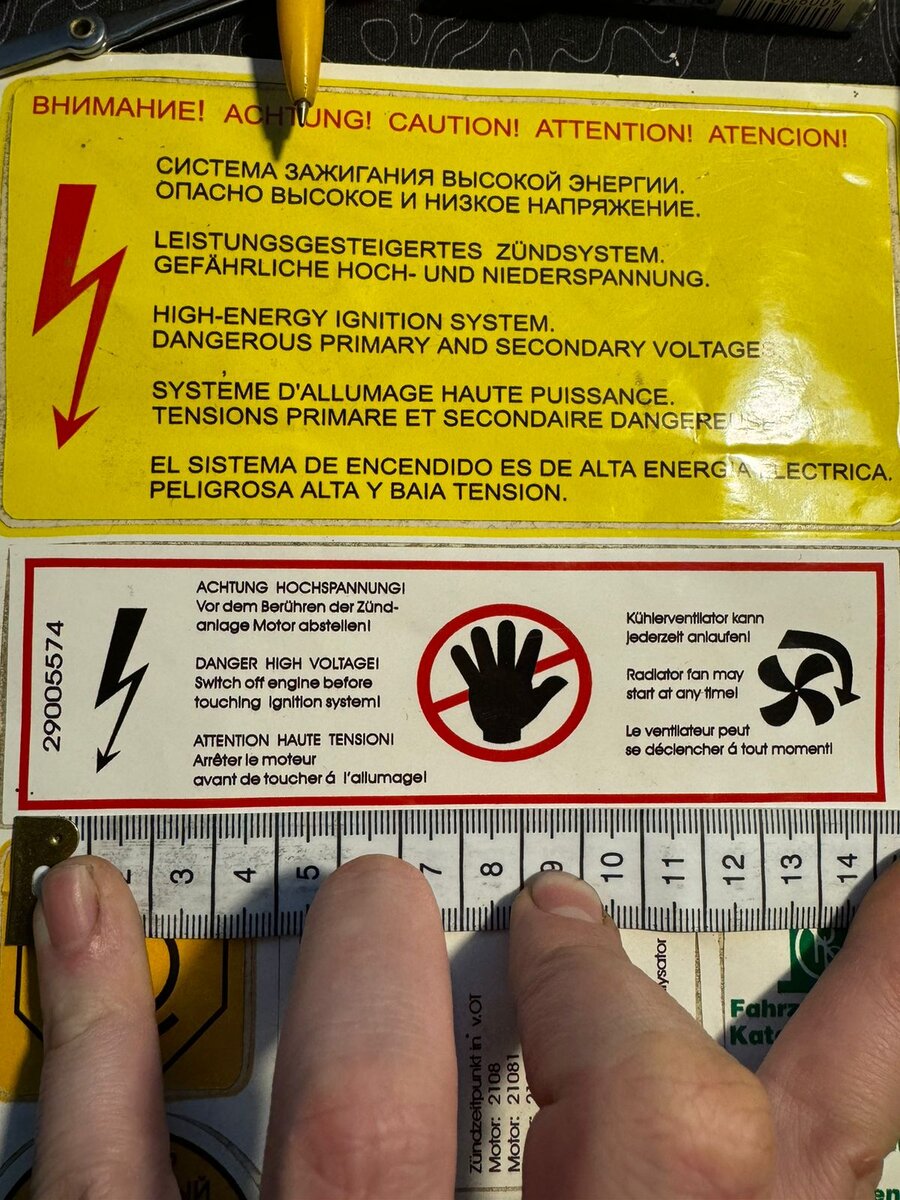 ВНИМАНИЕ! ACHTUNG! CAUTION! ATTENTION! ATENCION!
СИСТЕМА ЗАЖИГАНИЯ ВЫСОКОЙ ЭНЕРГИИ.
ОПАСНО ВЫСОКОЕ И НИЗКОЕ НАПРЯЖЕНИЕ.
LEISTUNGSGESTEIGERTES ZÜNDSYSTEM.
GEFÄHRLICHE HOCH- UND NIEDERSPANNUNG.
HIGH-ENERGY IGNITION SYSTEM.
DANGEROUS PRIMARY AND SECONDARY VOLTAGE
SYSTÈME D'ALLUMAGE HAUTE PUISSANCE.
TENSIONS PRIMARE ET SECONDAIRE
EL SISTEMA DE ENCENDIDO ES DE ALTA ENERGIA ELECTRICA.
PELIGROSA ALTA Y BAIA TENSION.
29005574
ACHTUNG HOCHSPANNUNG!
Vor dem Berühren der Zünd-
anlage Motor abstellen!
DANGER HIGH VOLTAGE!
Switch off engine before
touching ignition system!
ATTENTION HAUTE TENSION!
Arrêter le moteur
avant de toucher á l'allumage!
Kühlerventilator kann
jederzeit anlaufen!
Radiator fan may
start at any time!
Le ventilateur peut
se déclencher á tout moment!
2 3 4 5 7 8 9 10 11 12 13 14
Zündzeitpunkt in° v.OT
Motor: 2108
Motor: 21081